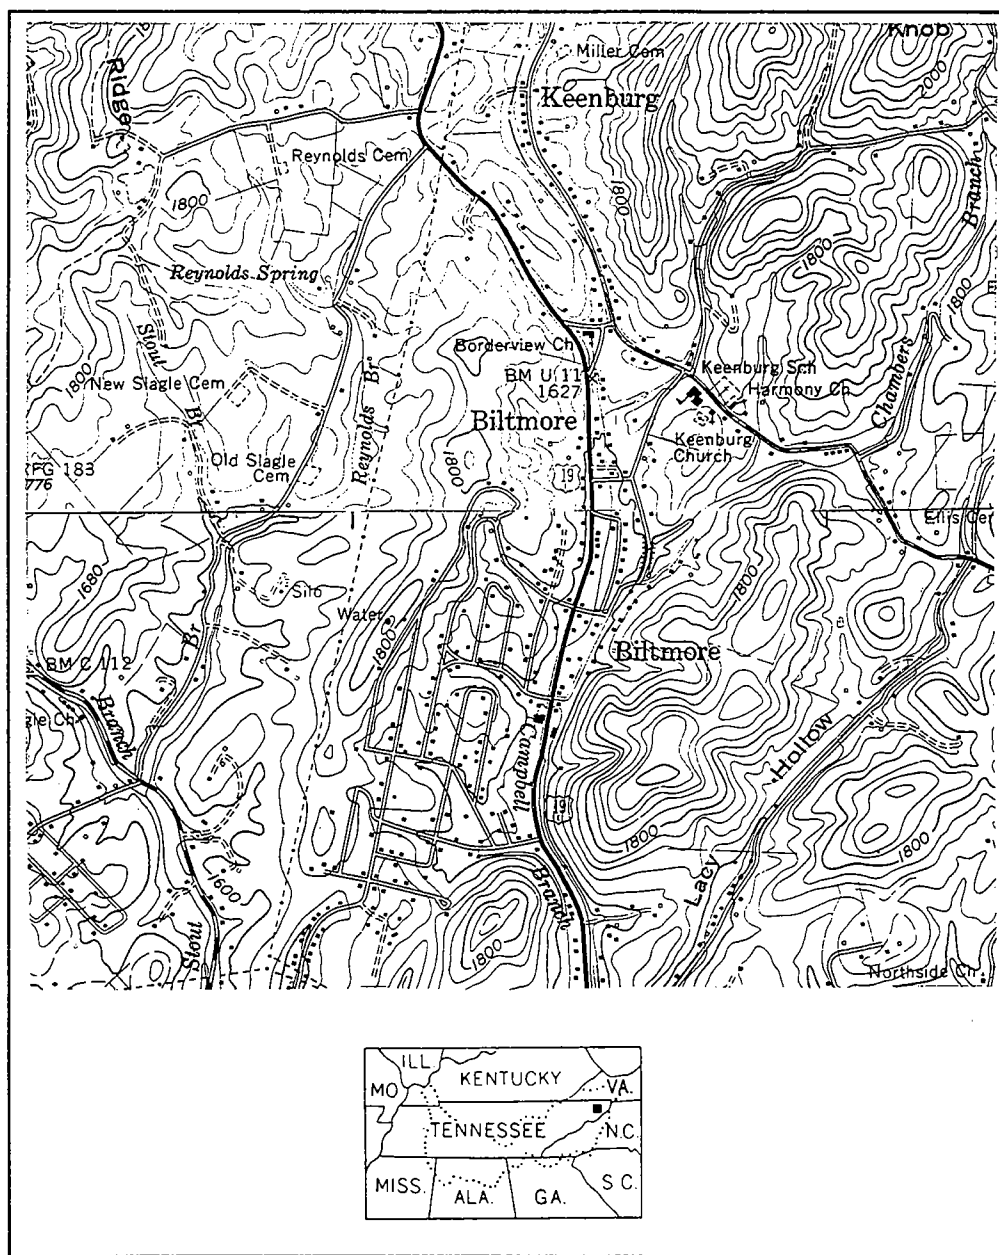 Knob
Miller Cem
Ridge
Keenburg
2000
Reynolds Cem
1800
1800
Branch
Reynolds Spring
1800
1800
Stout
Borderview Ch
Chambers
1800
New Slagle Cem
BM U 11
1627
Keenburg Sch
Harmony Ch
Br
Reynolds Br
Biltmore
Keenburg
Church
Old Slagle
Cem
1800
19
183
776
Ellis
1680
Silo
Water
1800
1800
Br
Biltmore
BM C 112
Branch
Ch
Campbell
Hollow
19
1800
1800
Lacy
1600
Branch
Stout
1800
Northside Ch
ILL.
KENTUCKY
MO
VA.
TENNESSEE
N.C.
MISS.
ALA.
GA.
S C.